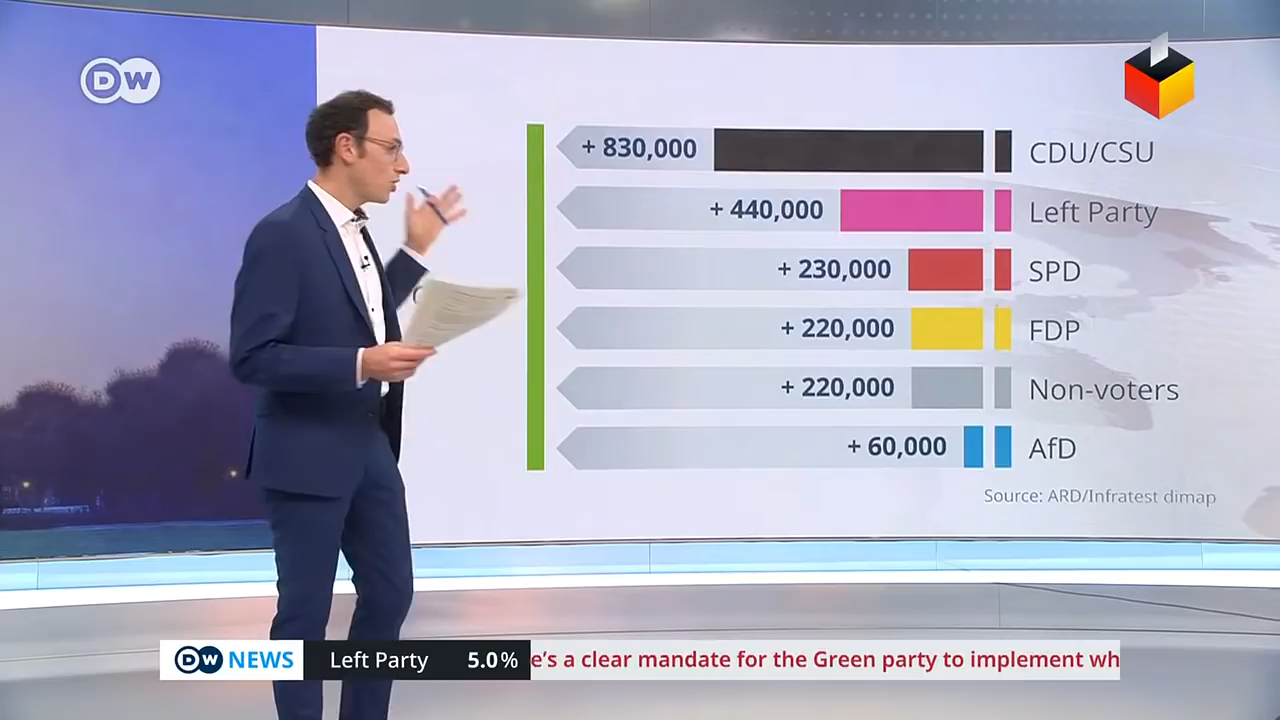 DW
+ 830,000 CDU/CSU
+ 440,000 Left Party
+ 230,000 SPD
+ 220,000 FDP
+ 220,000 Non-voters
+ 60,000 AfD
Source: ARD/Infratest dimap
DW NEWS Left Party 5.0% e’s a clear mandate for the Green party to implement wh